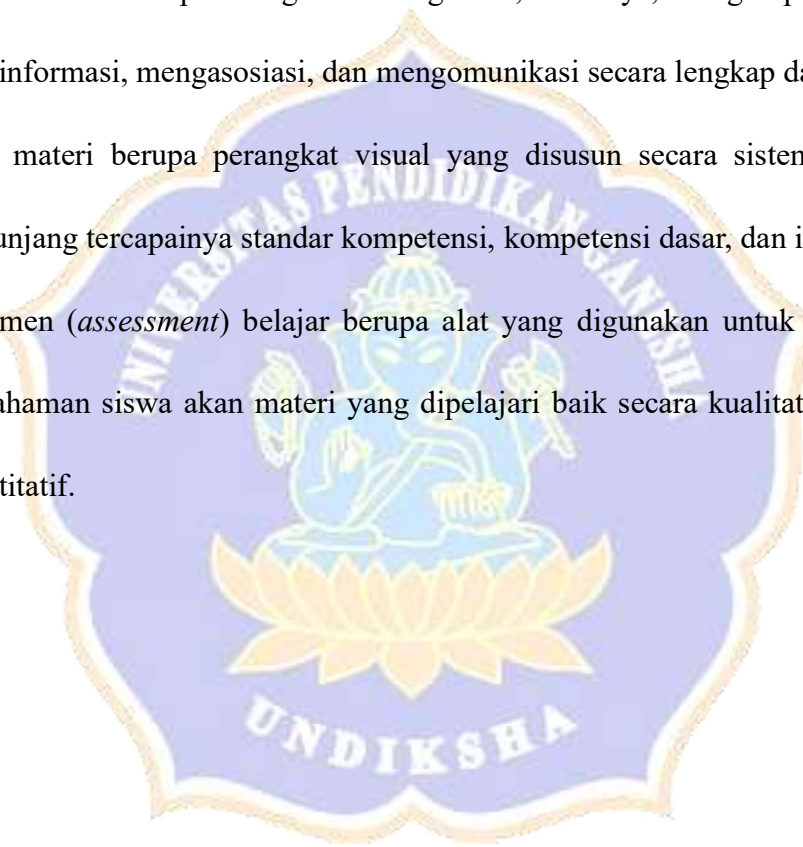 informasi, mengasosiasi, dan mengomunikasi secara lengkap da
materi berupa perangkat visual yang disusun secara sistem
unjang tercapainya standar kompetensi, kompetensi dasar, dan i
men (assessment) belajar berupa alat yang digunakan untuk
ahaman siswa akan materi yang dipelajari baik secara kualitat
titatif.
UNIVERSITAS PENDIDIKAN GANESHA
UNDIKSHA